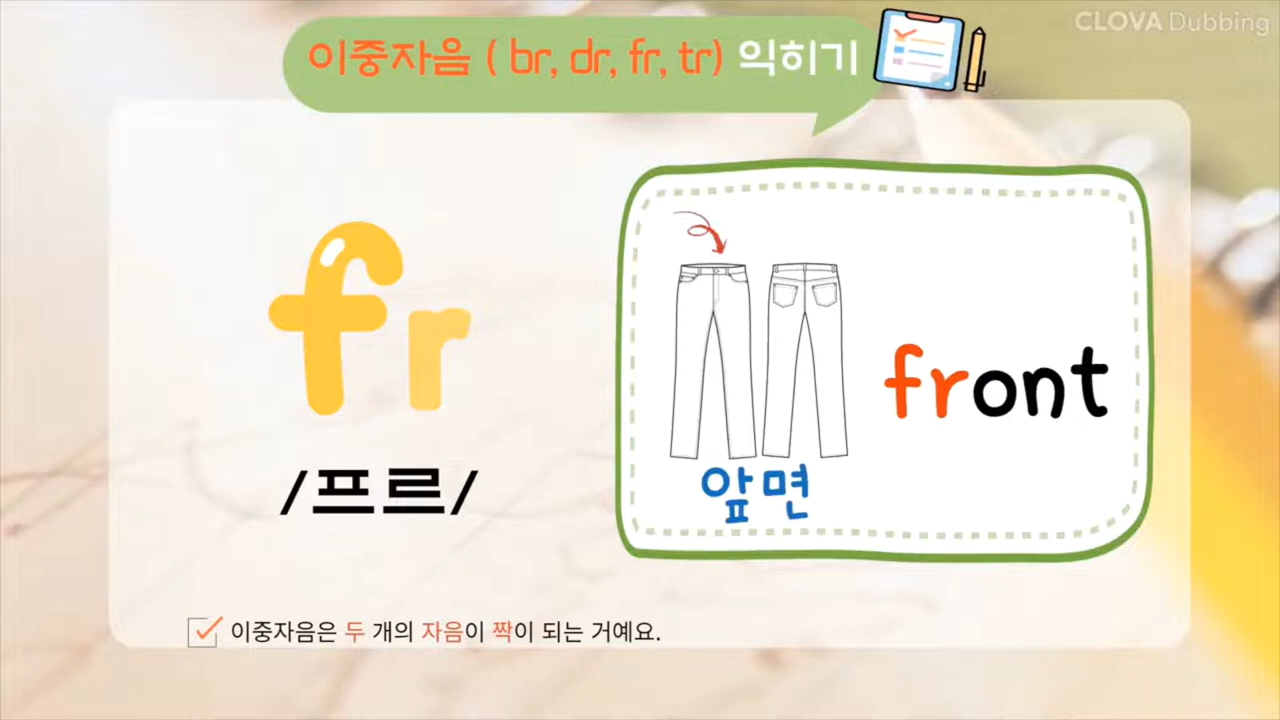 이중자음 ( br, dr, fr, tr) 익히기
CLOVA Dubbing
fr
/프르/
front
앞면
이중자음은 두 개의 자음이 짝이 되는 거예요.